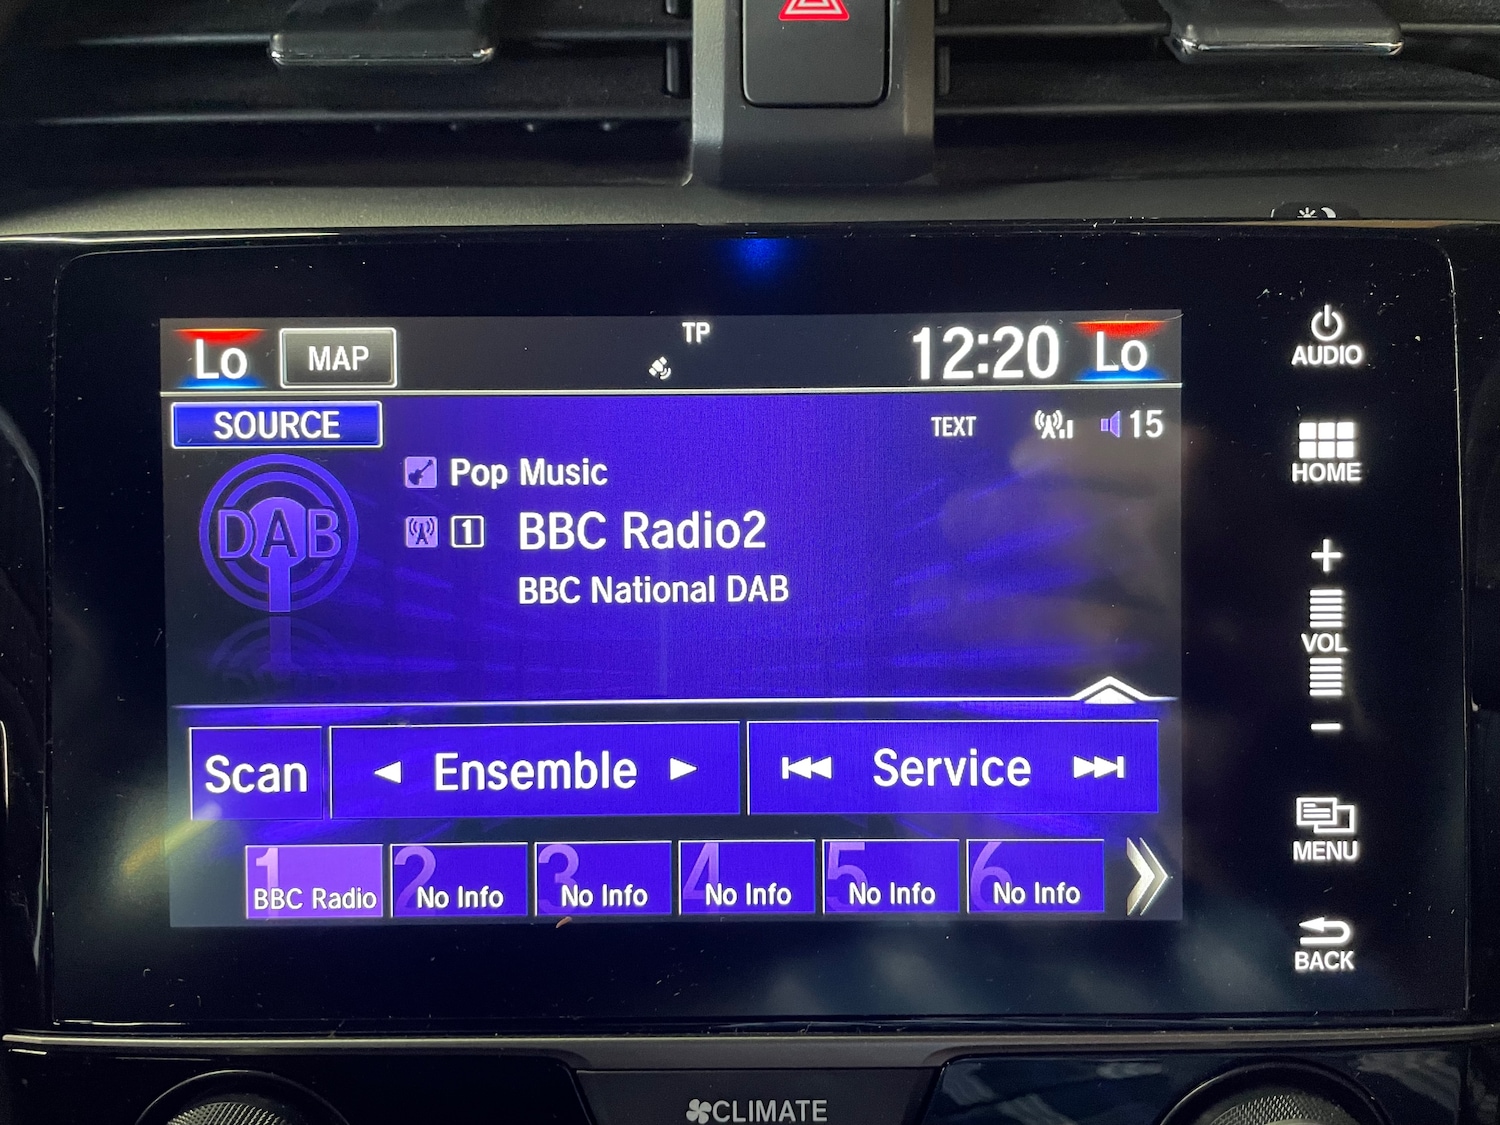 TP
Lo MAP 12:20 Lo
AUDIO
SOURCE TEXT 15
HOME
Pop Music
DAB 1 BBC Radio2
BBC National DAB
VOL
Scan Ensemble Service
MENU
1 2 3 4 5 6
BBC Radio No Info No Info No Info No Info No Info
BACK
CLIMATE